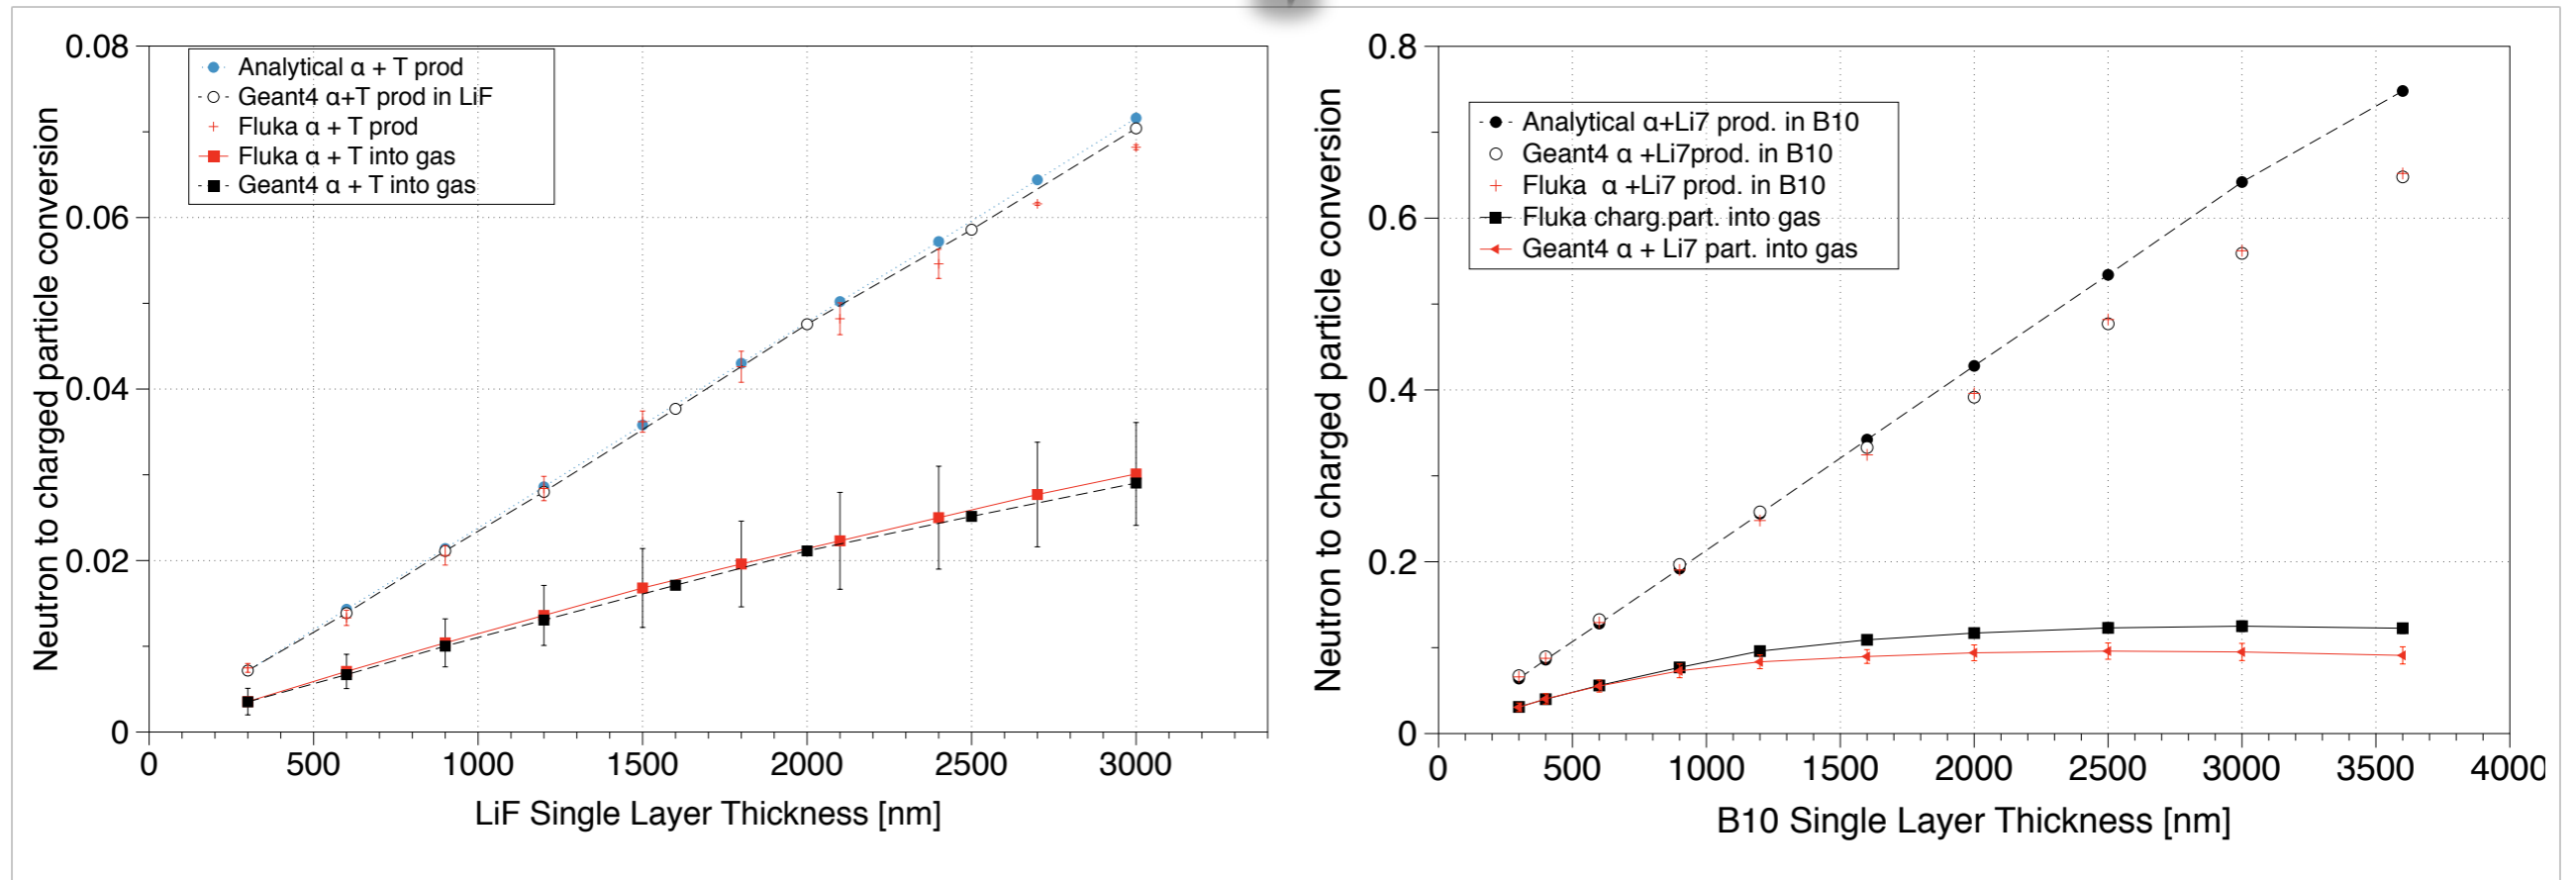 Neutron to charged particle conversion
0.08
0.06
0.04
0.02
0
Analytical α + T prod
Geant4 α+T prod in LiF
Fluka α + T prod
Fluka α + T into gas
Geant4 α + T into gas
0 500 1000 1500 2000 2500 3000
LiF Single Layer Thickness [nm]
Neutron to charged particle conversion
0.8
0.6
0.4
0.2
0
Analytical α+Li7 prod. in B10
Geant4 α +Li7prod. in B10
Fluka α +Li7 prod. in B10
Fluka charg.part. into gas
Geant4 α + Li7 part. into gas
0 500 1000 1500 2000 2500 3000 3500 4000
B10 Single Layer Thickness [nm]